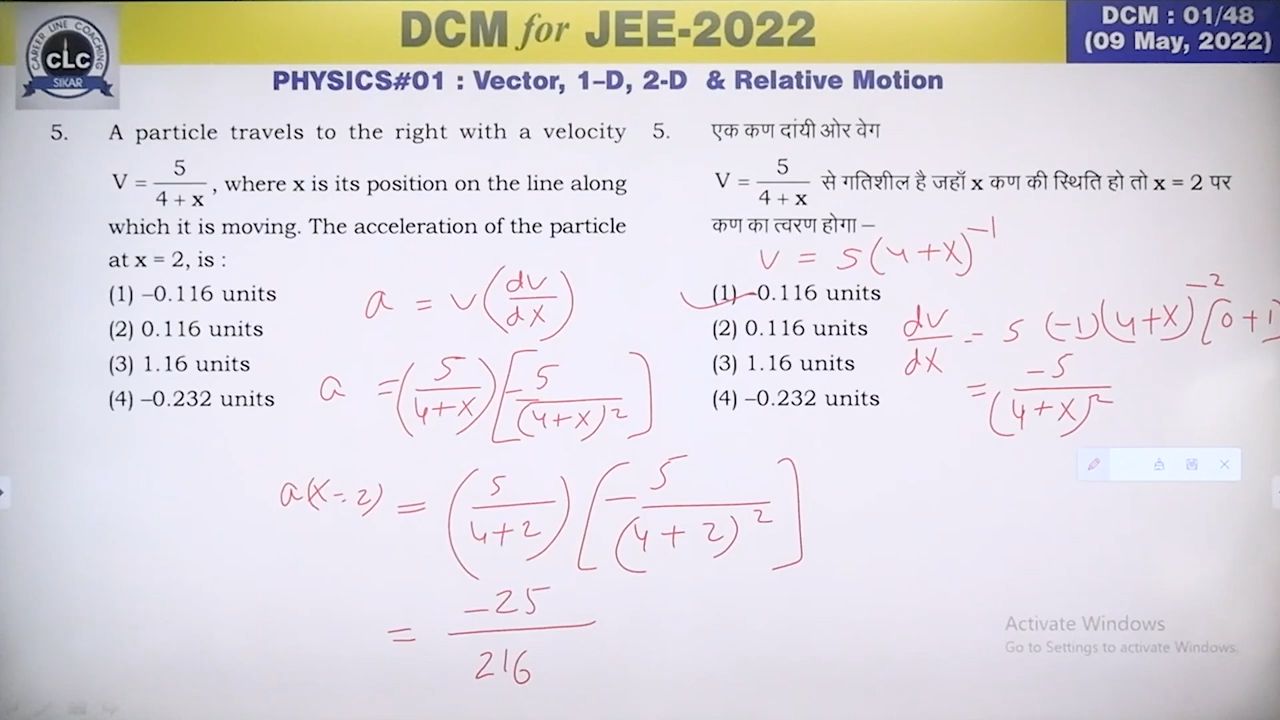 DCM for JEE-2022
DCM : 01/48
(09 May, 2022)
CAREER LINE COACHING
CLC
SIKAR
PHYSICS#01 : Vector, 1–D, 2-D & Relative Motion
5. A particle travels to the right with a velocity
V = 5/(4 + x), where x is its position on the line along
which it is moving. The acceleration of the particle
at x = 2, is :
(1) –0.116 units
(2) 0.116 units
(3) 1.16 units
(4) –0.232 units
5. एक कण दांयी ओर वेग
V = 5/(4 + x) से गतिशील है जहाँ x कण की स्थिति हो तो x = 2 पर
कण का त्वरण होगा –
(1) –0.116 units
(2) 0.116 units
(3) 1.16 units
(4) –0.232 units
V = 5(4+x)^-1
dv/dx = 5 (-1)(4+x)^-2 [0+1]
= -5/(4+x)^2
a = v(dv/dx)
a = (5/(4+x)) [-5/(4+x)^2]
a(x=2) = (5/(4+2)) [-5/(4+2)^2]
= -25/216
Activate Windows
Go to Settings to activate Windows.